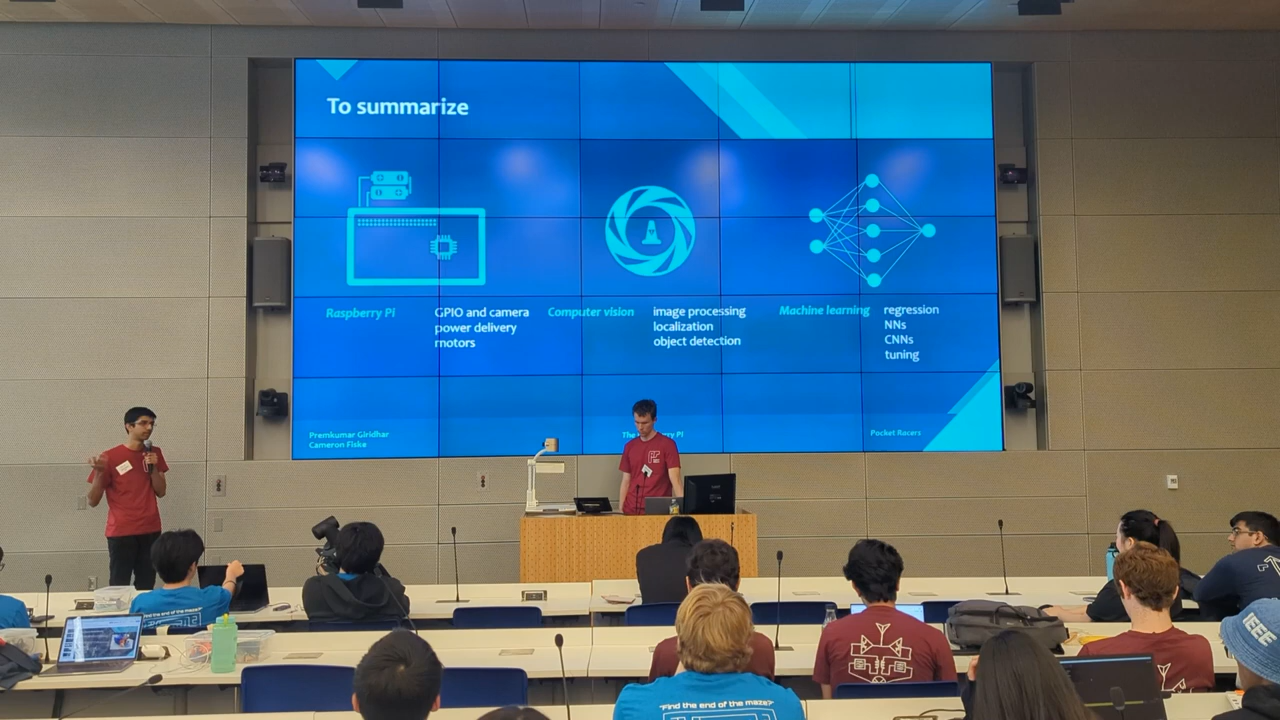 To summarize
Raspberry Pi
GPIO and camera
power delivery
motors
Computer vision
image processing
localization
object detection
Machine learning
regression
NNs
CNNs
tuning
Premkumar Giridhar
Cameron Fiske
PI
Pocket Racers
IEEE
"Find the end of the maze?"